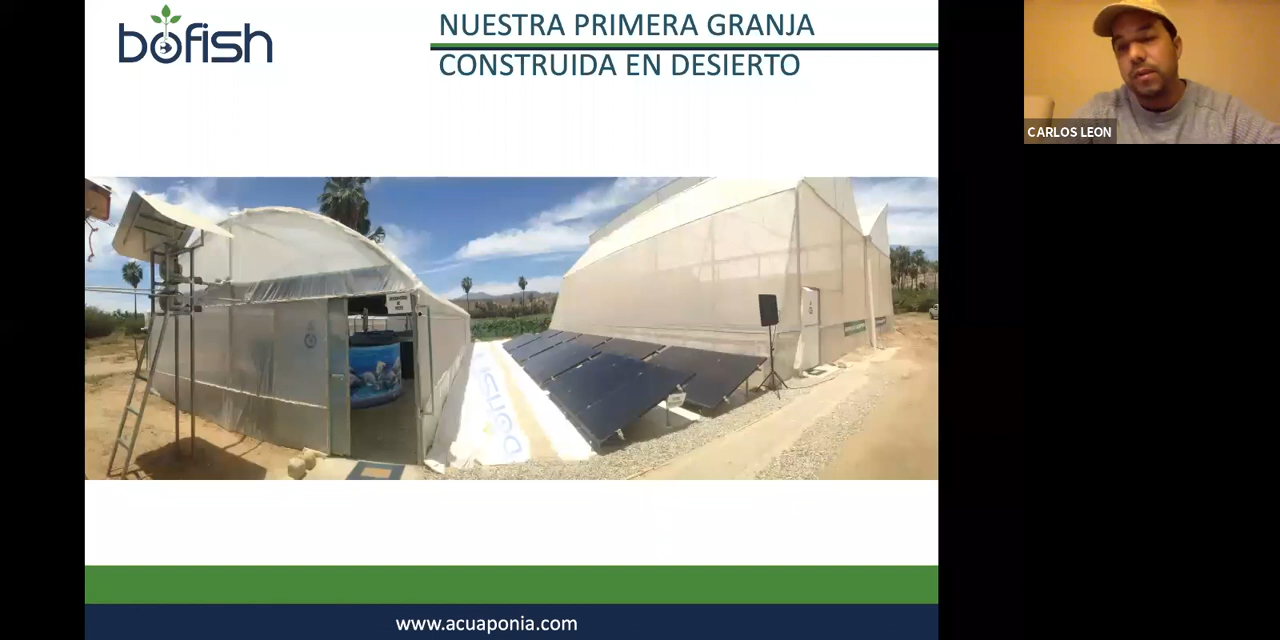 bofish
NUESTRA PRIMERA GRANJA
CONSTRUIDA EN DESIERTO
CARLOS LEON
www.acuaponia.com